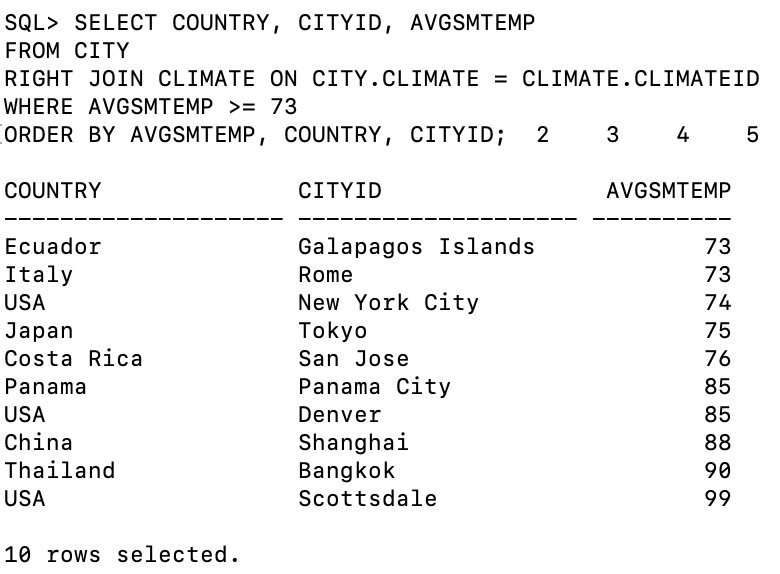 SQL> SELECT COUNTRY, CITYID, AVGSMTEMP
FROM CITY
RIGHT JOIN CLIMATE ON CITY.CLIMATE = CLIMATE.CLIMATEID
WHERE AVGSMTEMP >= 73
ORDER BY AVGSMTEMP, COUNTRY, CITYID;  2    3    4    5
COUNTRY              CITYID               AVGSMTEMP
-------------------- -------------------- ----------
Ecuador              Galapagos Islands            73
Italy                Rome                         73
USA                  New York City                74
Japan                Tokyo                        75
Costa Rica           San Jose                     76
Panama               Panama City                  85
USA                  Denver                       85
China                Shanghai                     88
Thailand             Bangkok                      90
USA                  Scottsdale                   99
10 rows selected.